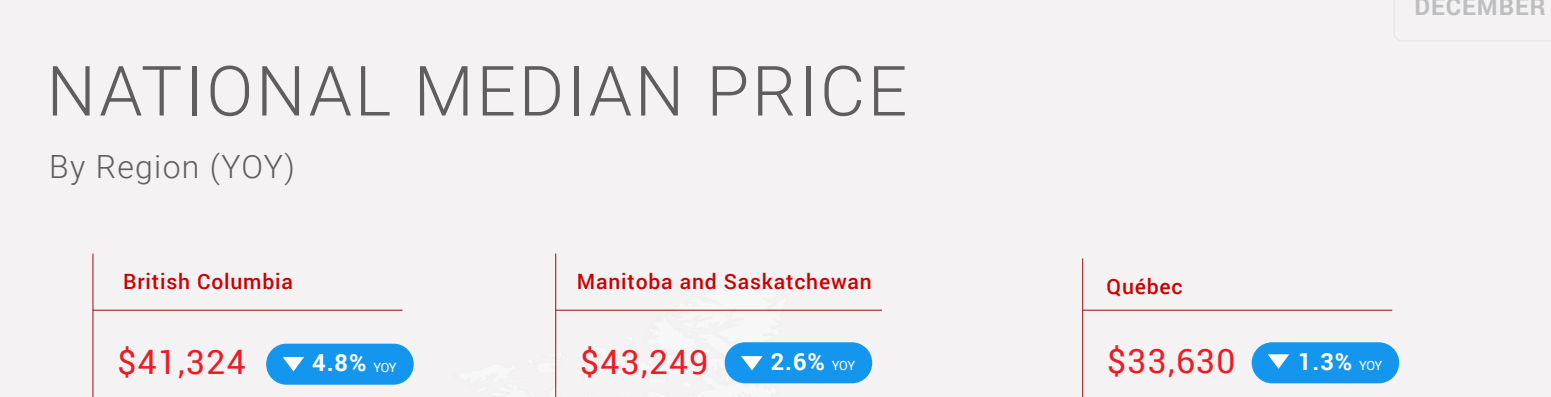 DECEMBER
NATIONAL MEDIAN PRICE
By Region (YOY)
British Columbia
$41,324 ▼ 4.8% YOY
Manitoba and Saskatchewan
$43,249 ▼ 2.6% YOY
Québec
$33,630 ▼ 1.3% YOY